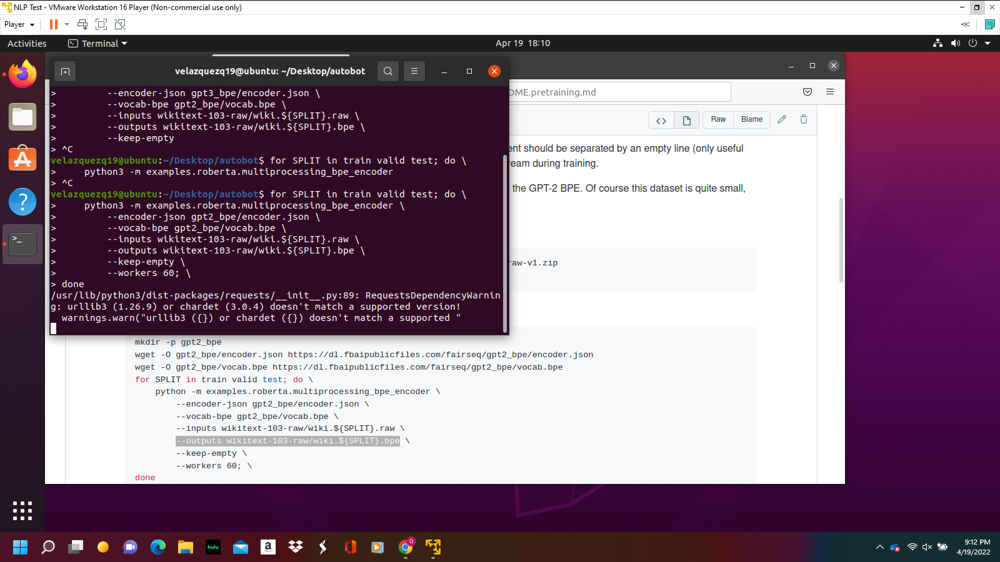 NLP Test - VMware Workstation 16 Player (Non-commercial use only)
Player
Activities
Terminal
Apr 19 18:10
velazquezq19@ubuntu: ~/Desktop/autobot
>         --encoder-json gpt3_bpe/encoder.json \
>         --vocab-bpe gpt2_bpe/vocab.bpe \
>         --inputs wikitext-103-raw/wiki.${SPLIT}.raw \
>         --outputs wikitext-103-raw/wiki.${SPLIT}.bpe \
>         --keep-empty
> ^C
velazquezq19@ubuntu:~/Desktop/autobot$ for SPLIT in train valid test; do \
>     python3 -m examples.roberta.multiprocessing_bpe_encoder
> ^C
velazquezq19@ubuntu:~/Desktop/autobot$ for SPLIT in train valid test; do \
>     python3 -m examples.roberta.multiprocessing_bpe_encoder \
>         --encoder-json gpt2_bpe/encoder.json \
>         --vocab-bpe gpt2_bpe/vocab.bpe \
>         --inputs wikitext-103-raw/wiki.${SPLIT}.raw \
>         --outputs wikitext-103-raw/wiki.${SPLIT}.bpe \
>         --keep-empty \
>         --workers 60; \
> done
/usr/lib/python3/dist-packages/requests/__init__.py:89: RequestsDependencyWarnin
g: urllib3 (1.26.9) or chardet (3.0.4) doesn't match a supported version!
  warnings.warn("urllib3 ({}) or chardet ({}) doesn't match a supported "
DME.pretraining.md
Raw
Blame
ent should be separated by an empty line (only useful
ream during training.
the GPT-2 BPE. Of course this dataset is quite small,
raw-v1.zip
mkdir -p gpt2_bpe
wget -O gpt2_bpe/encoder.json https://dl.fbaipublicfiles.com/fairseq/gpt2_bpe/encoder.json
wget -O gpt2_bpe/vocab.bpe https://dl.fbaipublicfiles.com/fairseq/gpt2_bpe/vocab.bpe
for SPLIT in train valid test; do \
    python -m examples.roberta.multiprocessing_bpe_encoder \
        --encoder-json gpt2_bpe/encoder.json \
        --vocab-bpe gpt2_bpe/vocab.bpe \
        --inputs wikitext-103-raw/wiki.${SPLIT}.raw \
        --outputs wikitext-103-raw/wiki.${SPLIT}.bpe \
        --keep-empty \
        --workers 60; \
done
hulu
a
Q
9:12 PM
4/19/2022